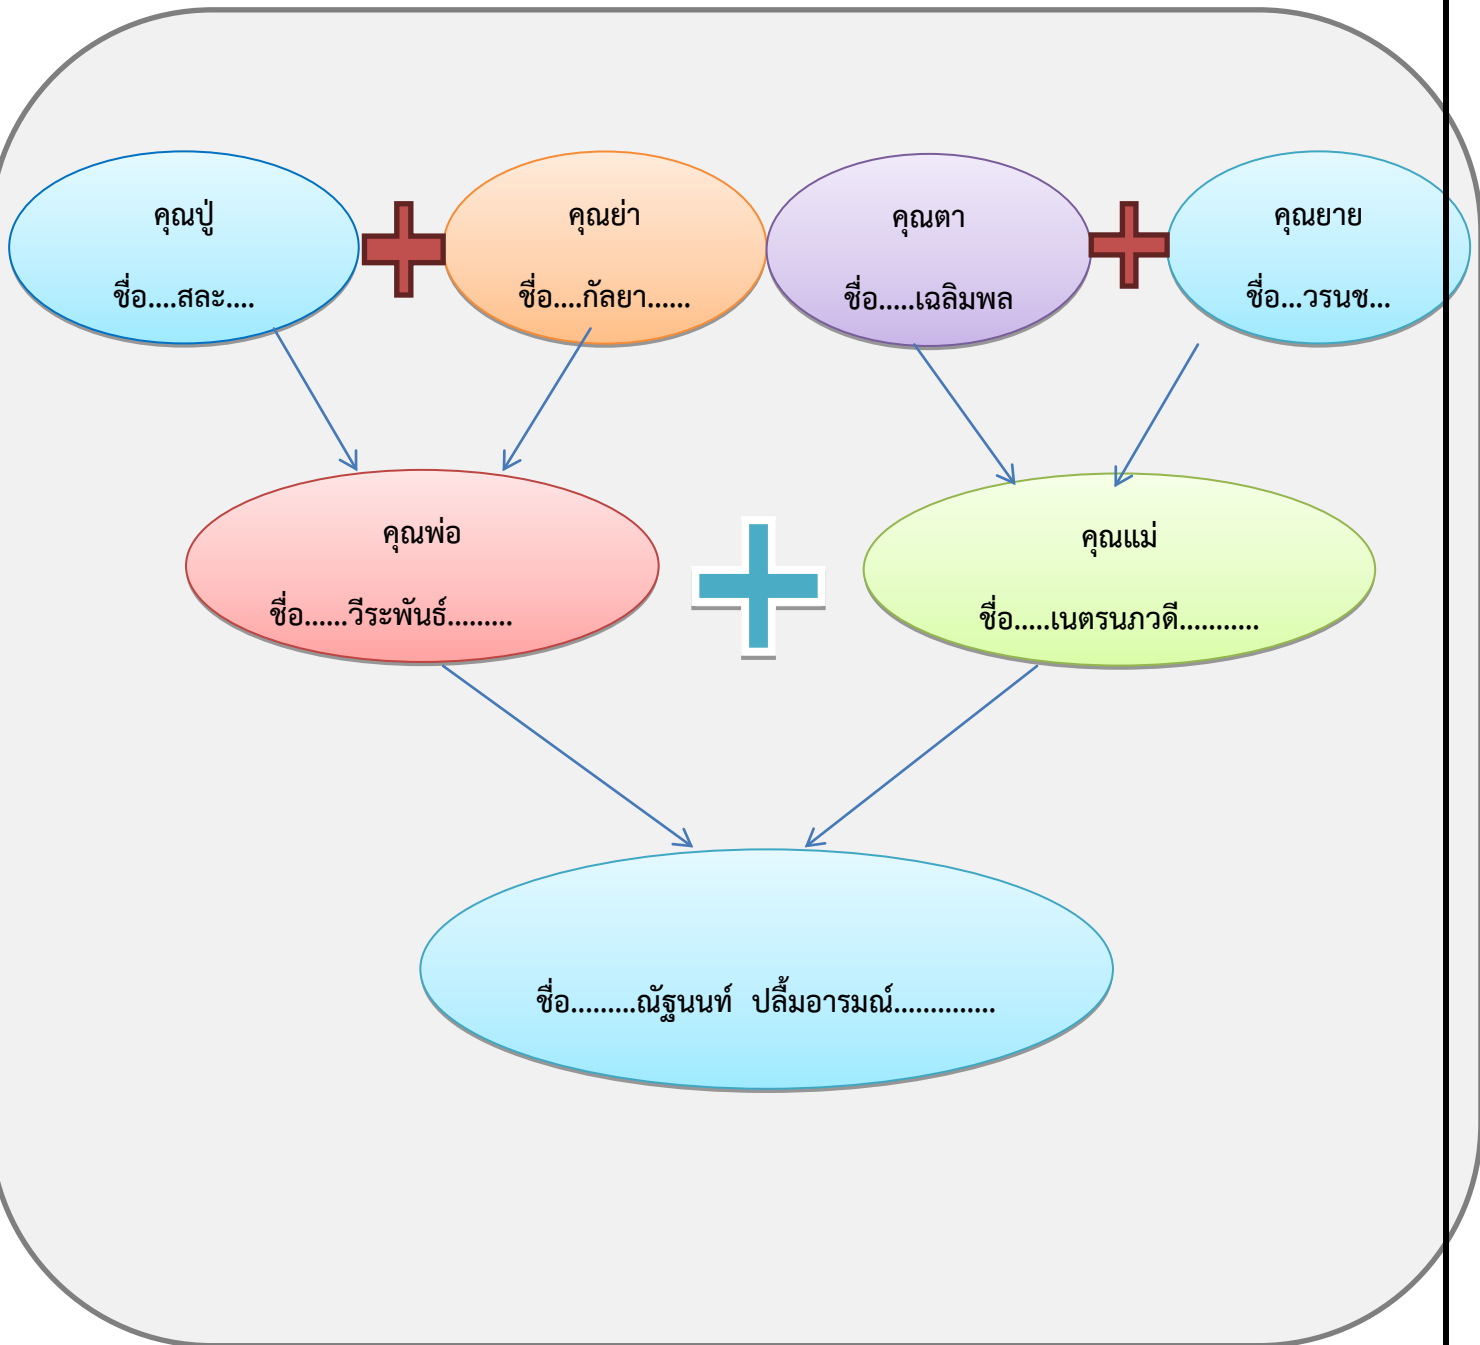 คุณปู่
ชื่อ....สละ....
คุณย่า
ชื่อ....กัลยา......
คุณตา
ชื่อ.....เฉลิมพล
คุณยาย
ชื่อ...วรนช...
คุณพ่อ
ชื่อ......วีระพันธ์.........
คุณแม่
ชื่อ.....เนตรนภวดี...........
ชื่อ.........ณัฐนนท์ ปลื้มอารมณ์..............